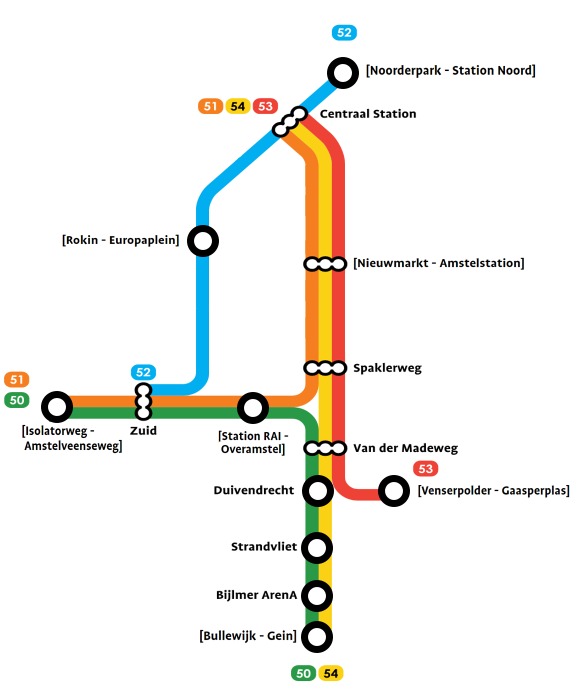 52
[Noorderpark - Station Noord]
51 54 53
Centraal Station
[Rokin - Europaplein]
[Nieuwmarkt - Amstelstation]
Spaklerweg
52
51
50
Zuid
[Isolatorweg -
Amstelveenseweg]
[Station RAI -
Overamstel]
Van der Madeweg
53
Duivendrecht
[Venserpolder - Gaasperplas]
Strandvliet
Bijlmer ArenA
[Bullewijk - Gein]
50 54